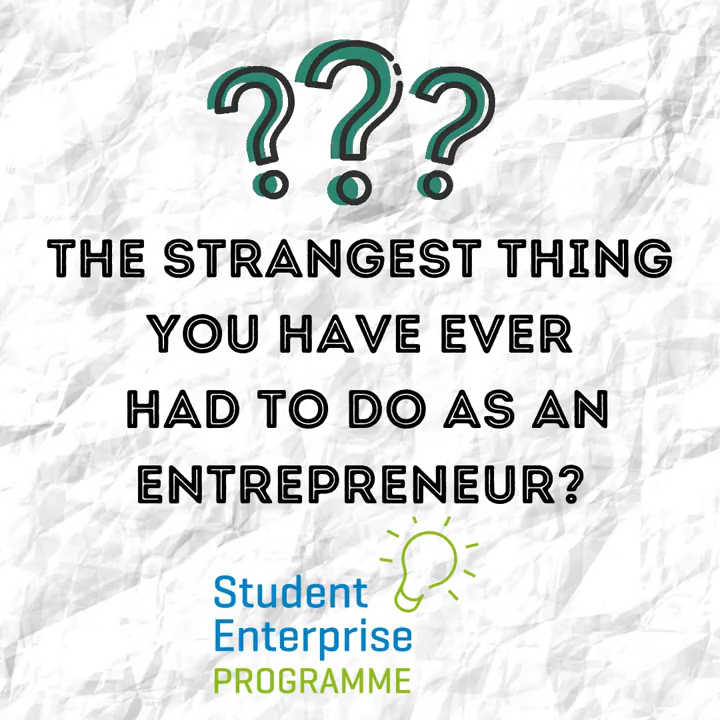 ???
THE STRANGEST THING
YOU HAVE EVER
HAD TO DO AS AN
ENTREPRENEUR?
Student
Enterprise
PROGRAMME